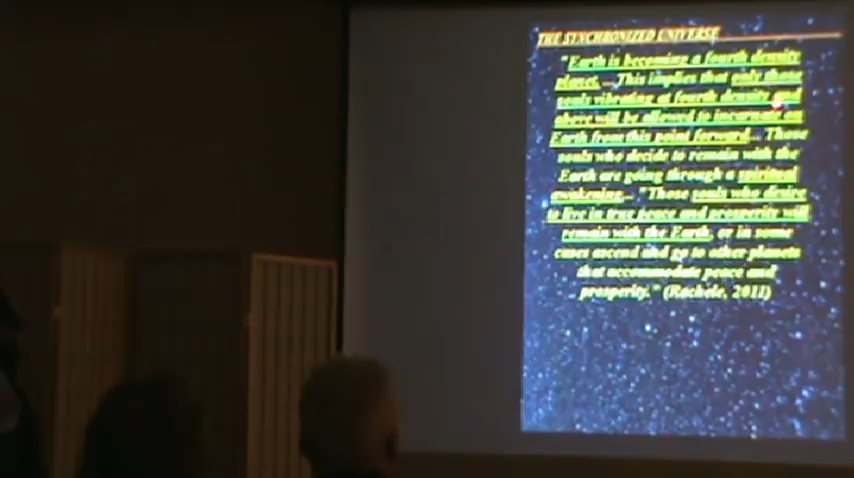 THE SYNCHRONIZED UNIVERSE
"Earth is becoming a fourth density
planet. ... This implies that only those
souls vibrating at fourth density and
above will be allowed to incarnate on
Earth from this point forward... Those
souls who decide to remain with the
Earth are going through a spiritual
awakening... "Those souls who desire
to live in true peace and prosperity will
remain with the Earth, or in some
cases ascend and go to other planets
that accommodate peace and
prosperity." (Rachele, 2011)